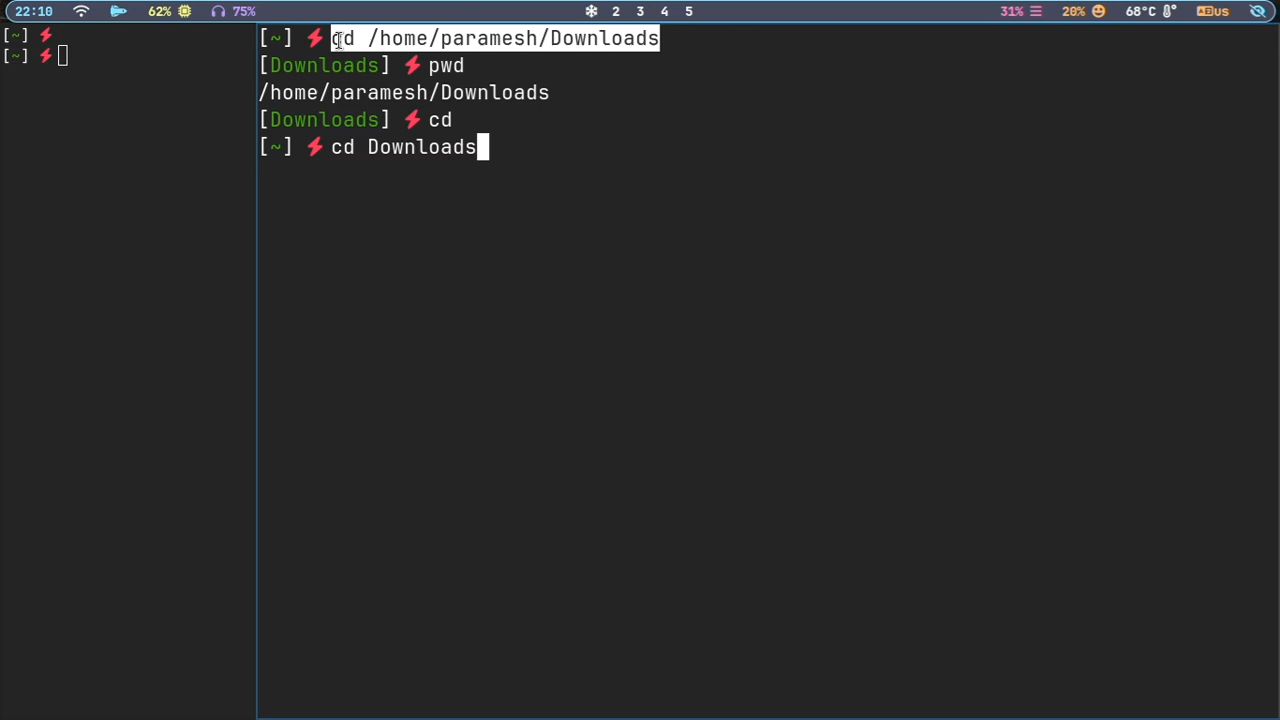 22:10 62% 75% 2 3 4 5 31% 20% 68°C us
[~]
[~]
[~] cd /home/paramesh/Downloads
[Downloads] pwd
/home/paramesh/Downloads
[Downloads] cd
[~] cd Downloads